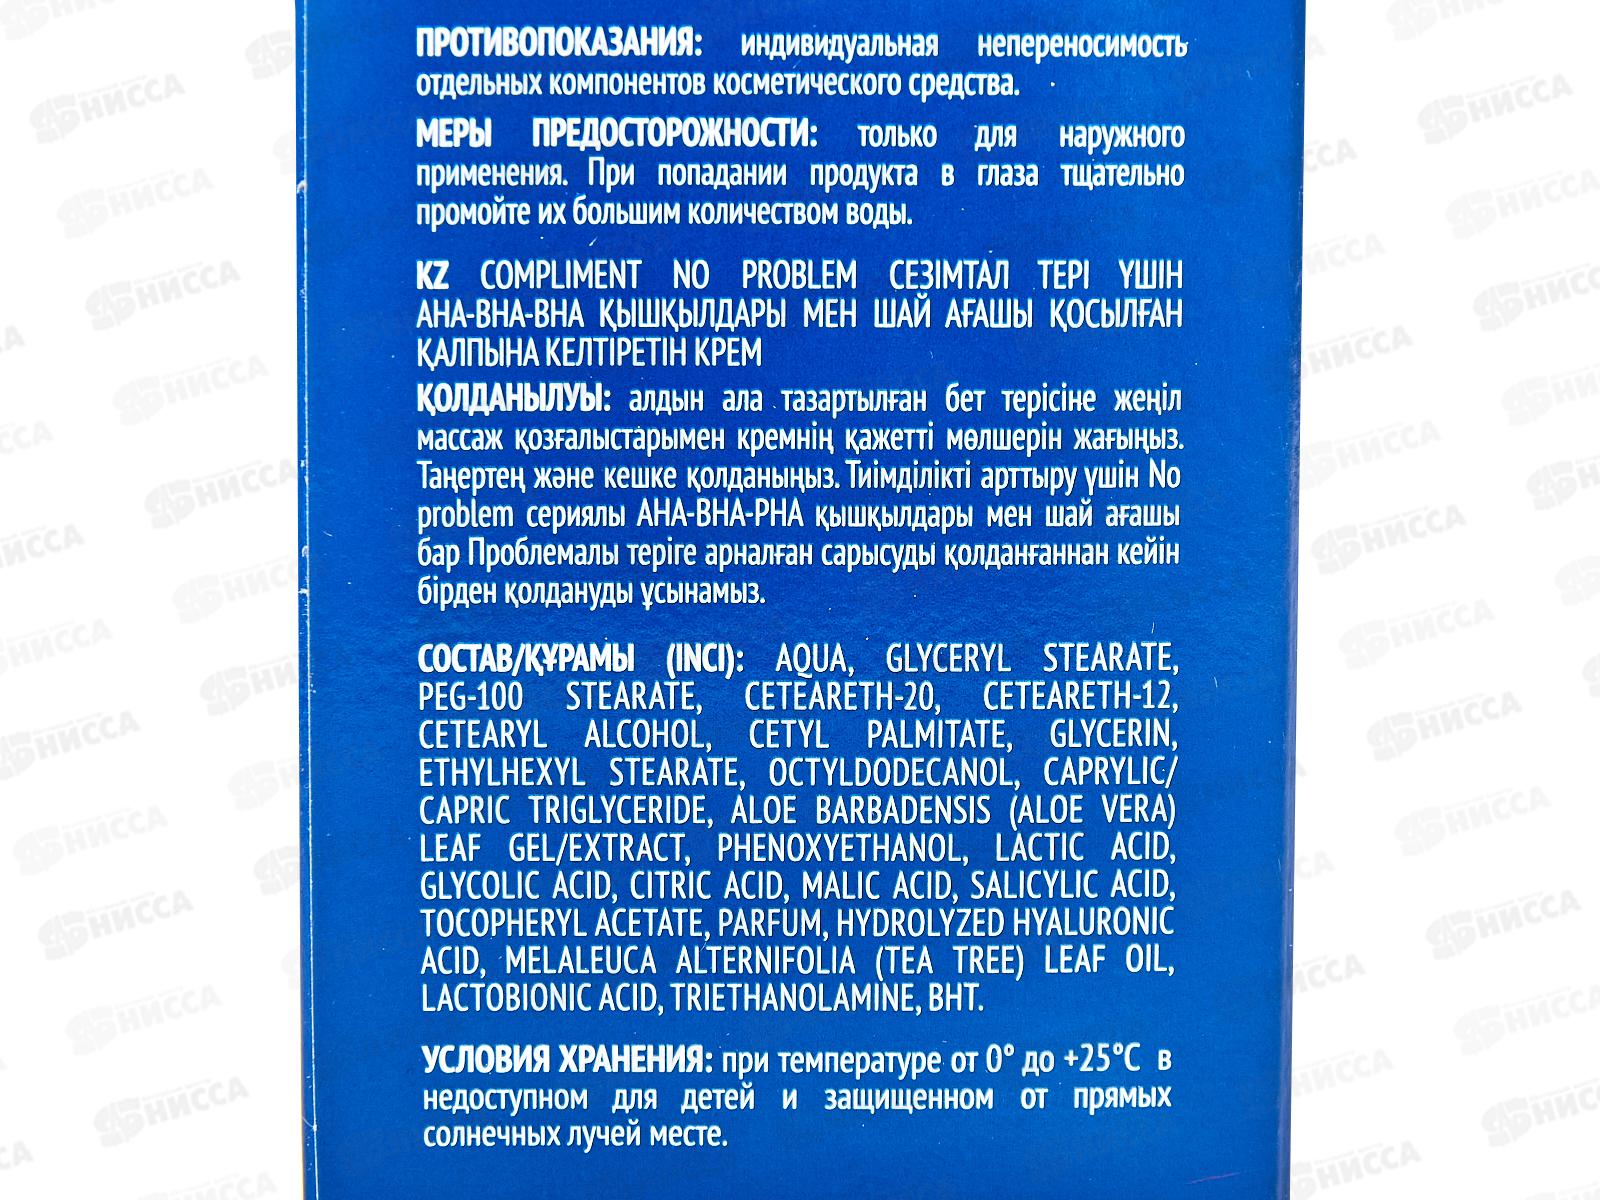 ПРОТИВОПОКАЗАНИЯ: индивидуальная непереносимость
отдельных компонентов косметического средства.
МЕРЫ ПРЕДОСТОРОЖНОСТИ: только для наружного
применения. При попадании продукта в глаза тщательно
промойте их большим количеством воды.
KZ COMPLIMENT NO PROBLEM СЕЗІМТАЛ ТЕРІ ҮШІН
AHA-BHA-BHA ҚЫШҚЫЛДАРЫ МЕН ШАЙ АҒАШЫ ҚОСЫЛҒАН
ҚАЛПЫНА КЕЛТІРЕТІН КРЕМ
ҚОЛДАНЫЛУЫ: алдын ала тазартылған бет терісіне жеңіл
массаж қозғалыстарымен кремнің қажетті мөлшерін жағыңыз.
Таңертең және кешке қолданыңыз. Тиімділікті арттыру үшін No
problem сериялы AHA-BHA-PHA қышқылдары мен шай ағашы
бар Проблемалы теріге арналған сарысуды қолданғаннан кейін
бірден қолдануды ұсынамыз.
СОСТАВ/ҚҰРАМЫ (INCI): AQUA, GLYCERYL STEARATE,
PEG-100 STEARATE, CETEARETH-20, CETEARETH-12,
CETEARYL ALCOHOL, CETYL PALMITATE, GLYCERIN,
ETHYLHEXYL STEARATE, OCTYLDODECANOL, CAPRYLIC/
CAPRIC TRIGLYCERIDE, ALOE BARBADENSIS (ALOE VERA)
LEAF GEL/EXTRACT, PHENOXYETHANOL, LACTIC ACID,
GLYCOLIC ACID, CITRIC ACID, MALIC ACID, SALICYLIC ACID,
TOCOPHERYL ACETATE, PARFUM, HYDROLYZED HYALURONIC
ACID, MELALEUCA ALTERNIFOLIA (TEA TREE) LEAF OIL,
LACTOBIONIC ACID, TRIETHANOLAMINE, BHT.
УСЛОВИЯ ХРАНЕНИЯ: при температуре от 0° до +25°С в
недоступном для детей и защищенном от прямых
солнечных лучей месте.